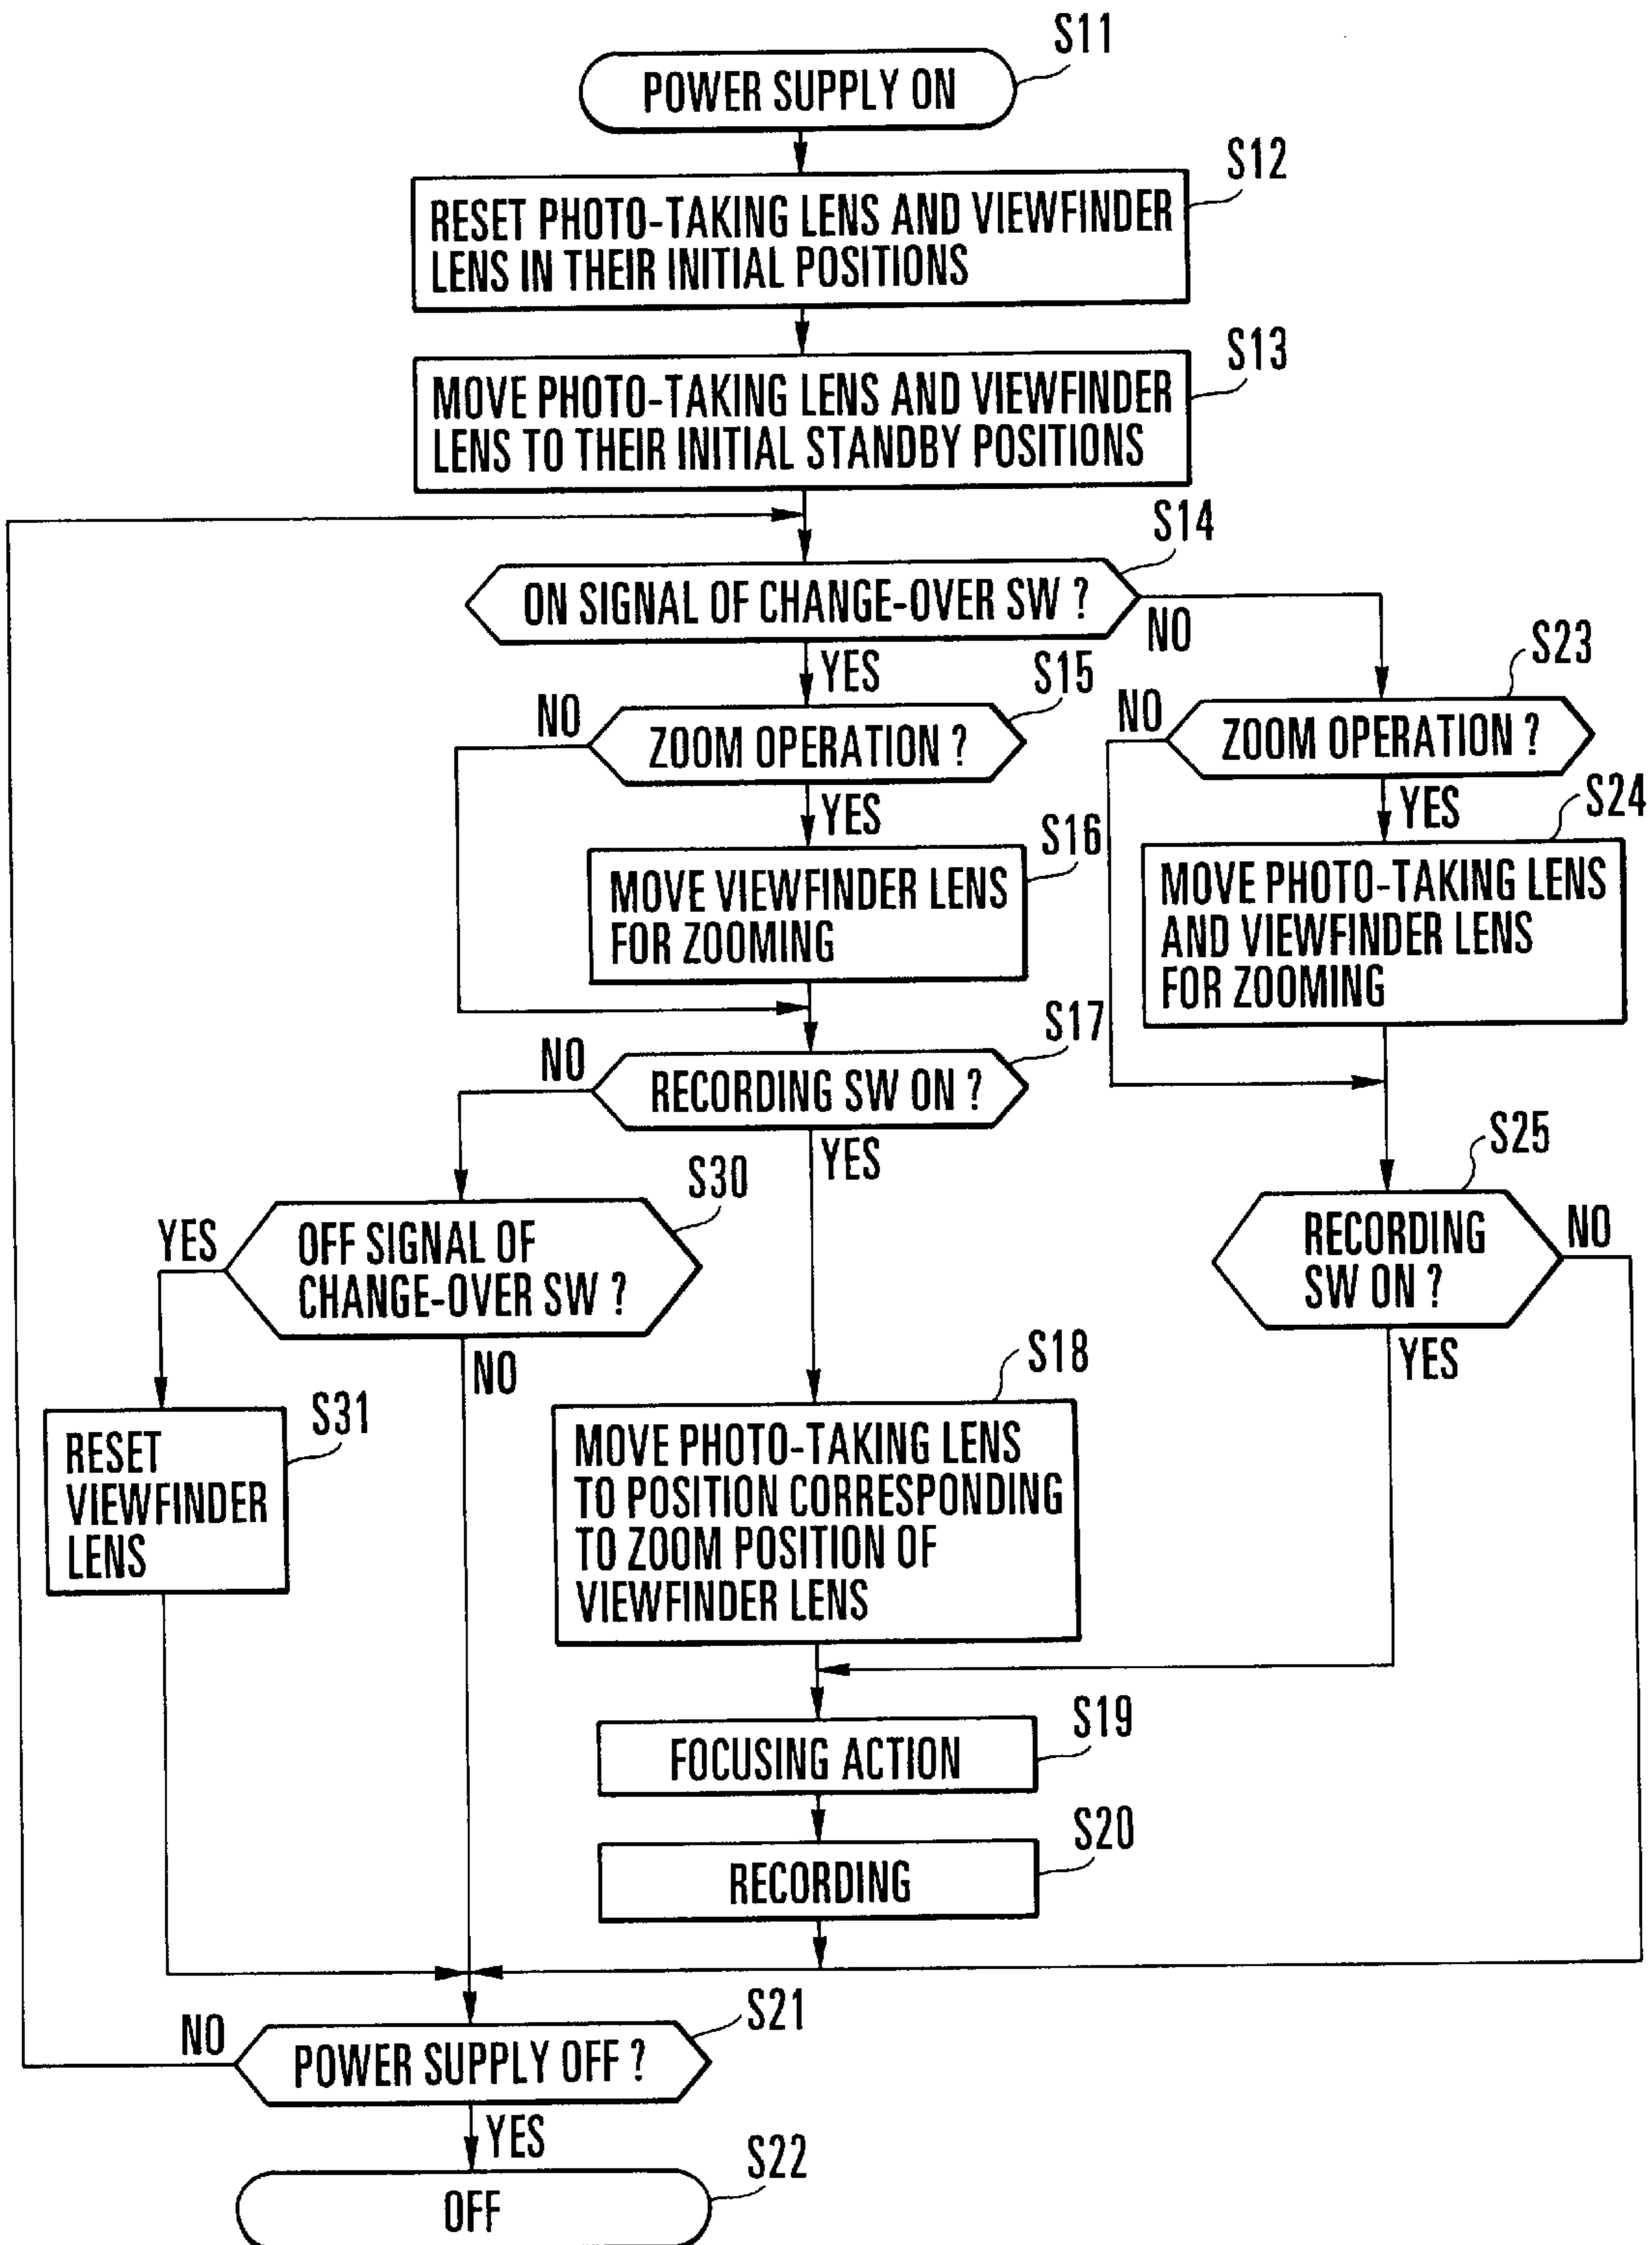 S11
POWER SUPPLY ON
S12
RESET PHOTO-TAKING LENS AND VIEWFINDER
LENS IN THEIR INITIAL POSITIONS
S13
MOVE PHOTO-TAKING LENS AND VIEWFINDER
LENS TO THEIR INITIAL STANDBY POSITIONS
S14
ON SIGNAL OF CHANGE-OVER SW ?
NO
YES
S15
NO
ZOOM OPERATION ?
YES
S16
MOVE VIEWFINDER LENS
FOR ZOOMING
S23
NO
ZOOM OPERATION ?
YES
S24
MOVE PHOTO-TAKING LENS
AND VIEWFINDER LENS
FOR ZOOMING
S17
NO
RECORDING SW ON ?
YES
S25
RECORDING
SW ON ?
NO
YES
S30
YES
OFF SIGNAL OF
CHANGE-OVER SW ?
NO
S31
RESET
VIEWFINDER
LENS
S18
MOVE PHOTO-TAKING LENS
TO POSITION CORRESPONDING
TO ZOOM POSITION OF
VIEWFINDER LENS
S19
FOCUSING ACTION
S20
RECORDING
S21
NO
POWER SUPPLY OFF ?
YES
S22
OFF